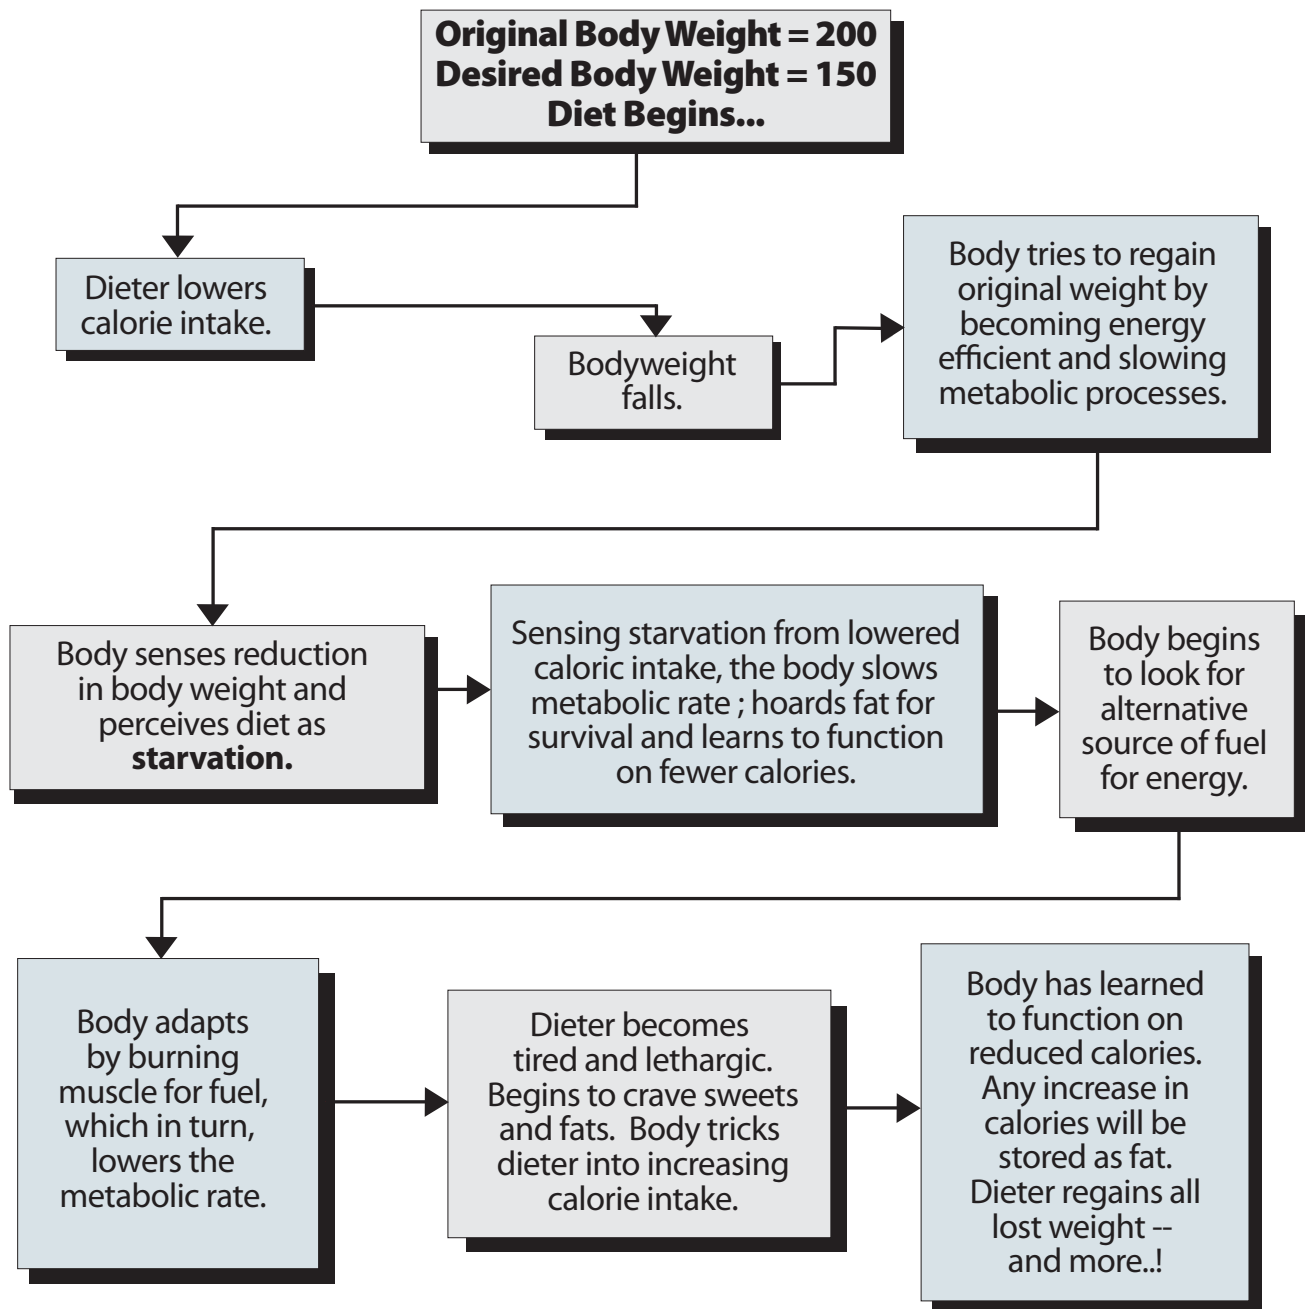 Original Body Weight = 200
Desired Body Weight = 150
Diet Begins...
Dieter lowers
calorie intake.
Bodyweight
falls.
Body tries to regain
original weight by
becoming energy
efficient and slowing
metabolic processes.
Body senses reduction
in body weight and
perceives diet as
starvation.
Sensing starvation from lowered
caloric intake, the body slows
metabolic rate ; hoards fat for
survival and learns to function
on fewer calories.
Body begins
to look for
alternative
source of fuel
for energy.
Body adapts
by burning
muscle for fuel,
which in turn,
lowers the
metabolic rate.
Dieter becomes
tired and lethargic.
Begins to crave sweets
and fats.  Body tricks
dieter into increasing
calorie intake.
Body has learned
to function on
reduced calories.
Any increase in
calories will be
stored as fat.
Dieter regains all
lost weight --
and more..!